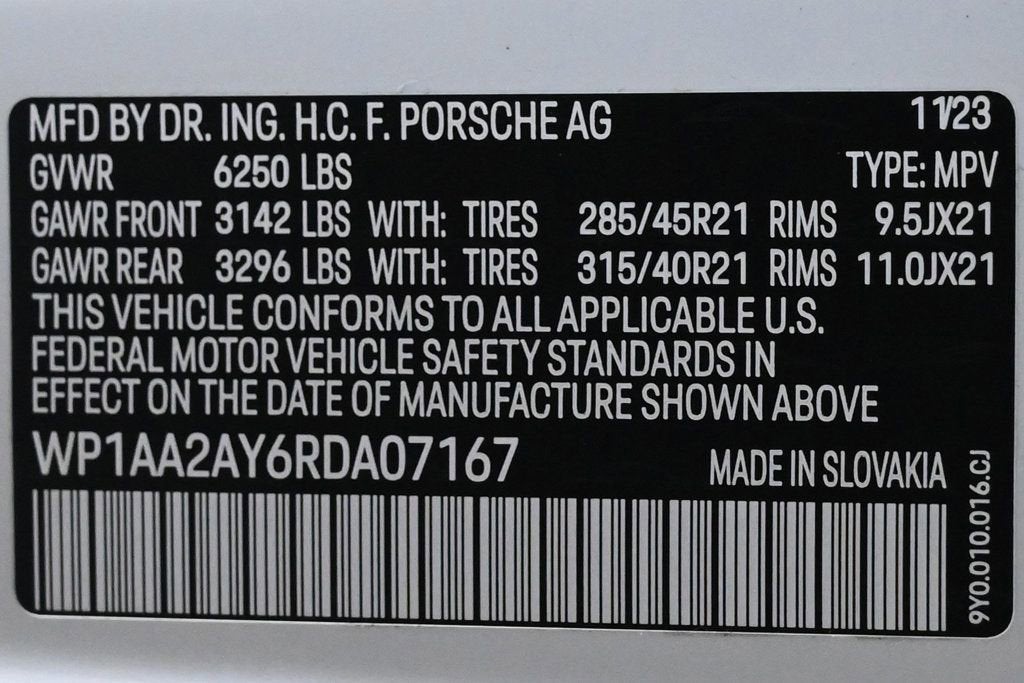 MFD BY DR. ING. H.C. F. PORSCHE AG 11/23
GVWR 6250 LBS TYPE: MPV
GAWR FRONT 3142 LBS WITH: TIRES 285/45R21 RIMS 9.5JX21
GAWR REAR 3296 LBS WITH: TIRES 315/40R21 RIMS 11.0JX21
THIS VEHICLE CONFORMS TO ALL APPLICABLE U.S.
FEDERAL MOTOR VEHICLE SAFETY STANDARDS IN
EFFECT ON THE DATE OF MANUFACTURE SHOWN ABOVE
WP1AA2AY6RDA07167 MADE IN SLOVAKIA
9Y0.010.016.CJ